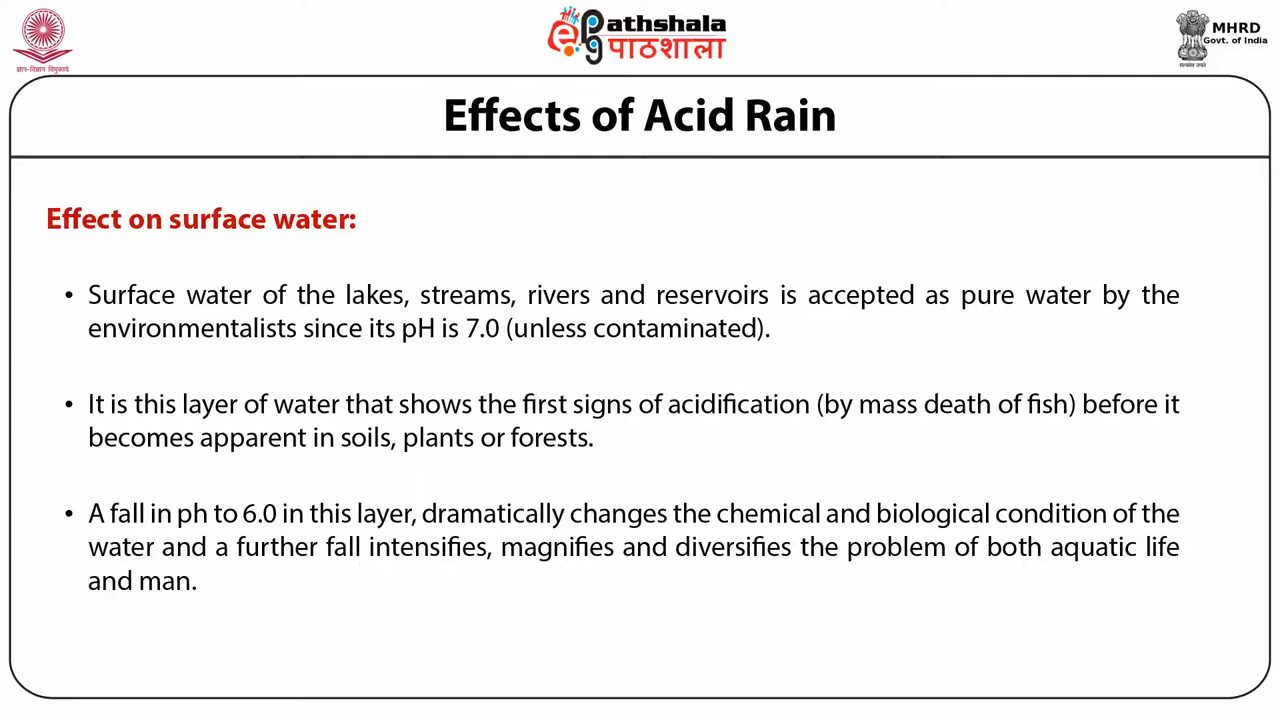 ज्ञान-विज्ञान विमुक्तये
ePathshala
पाठशाला
MHRD
Govt. of India
सत्यमेव जयते
Effects of Acid Rain
Effect on surface water:
• Surface water of the lakes, streams, rivers and reservoirs is accepted as pure water by the
environmentalists since its pH is 7.0 (unless contaminated).
• It is this layer of water that shows the first signs of acidification (by mass death of fish) before it
becomes apparent in soils, plants or forests.
• A fall in ph to 6.0 in this layer, dramatically changes the chemical and biological condition of the
water and a further fall intensifies, magnifies and diversifies the problem of both aquatic life
and man.